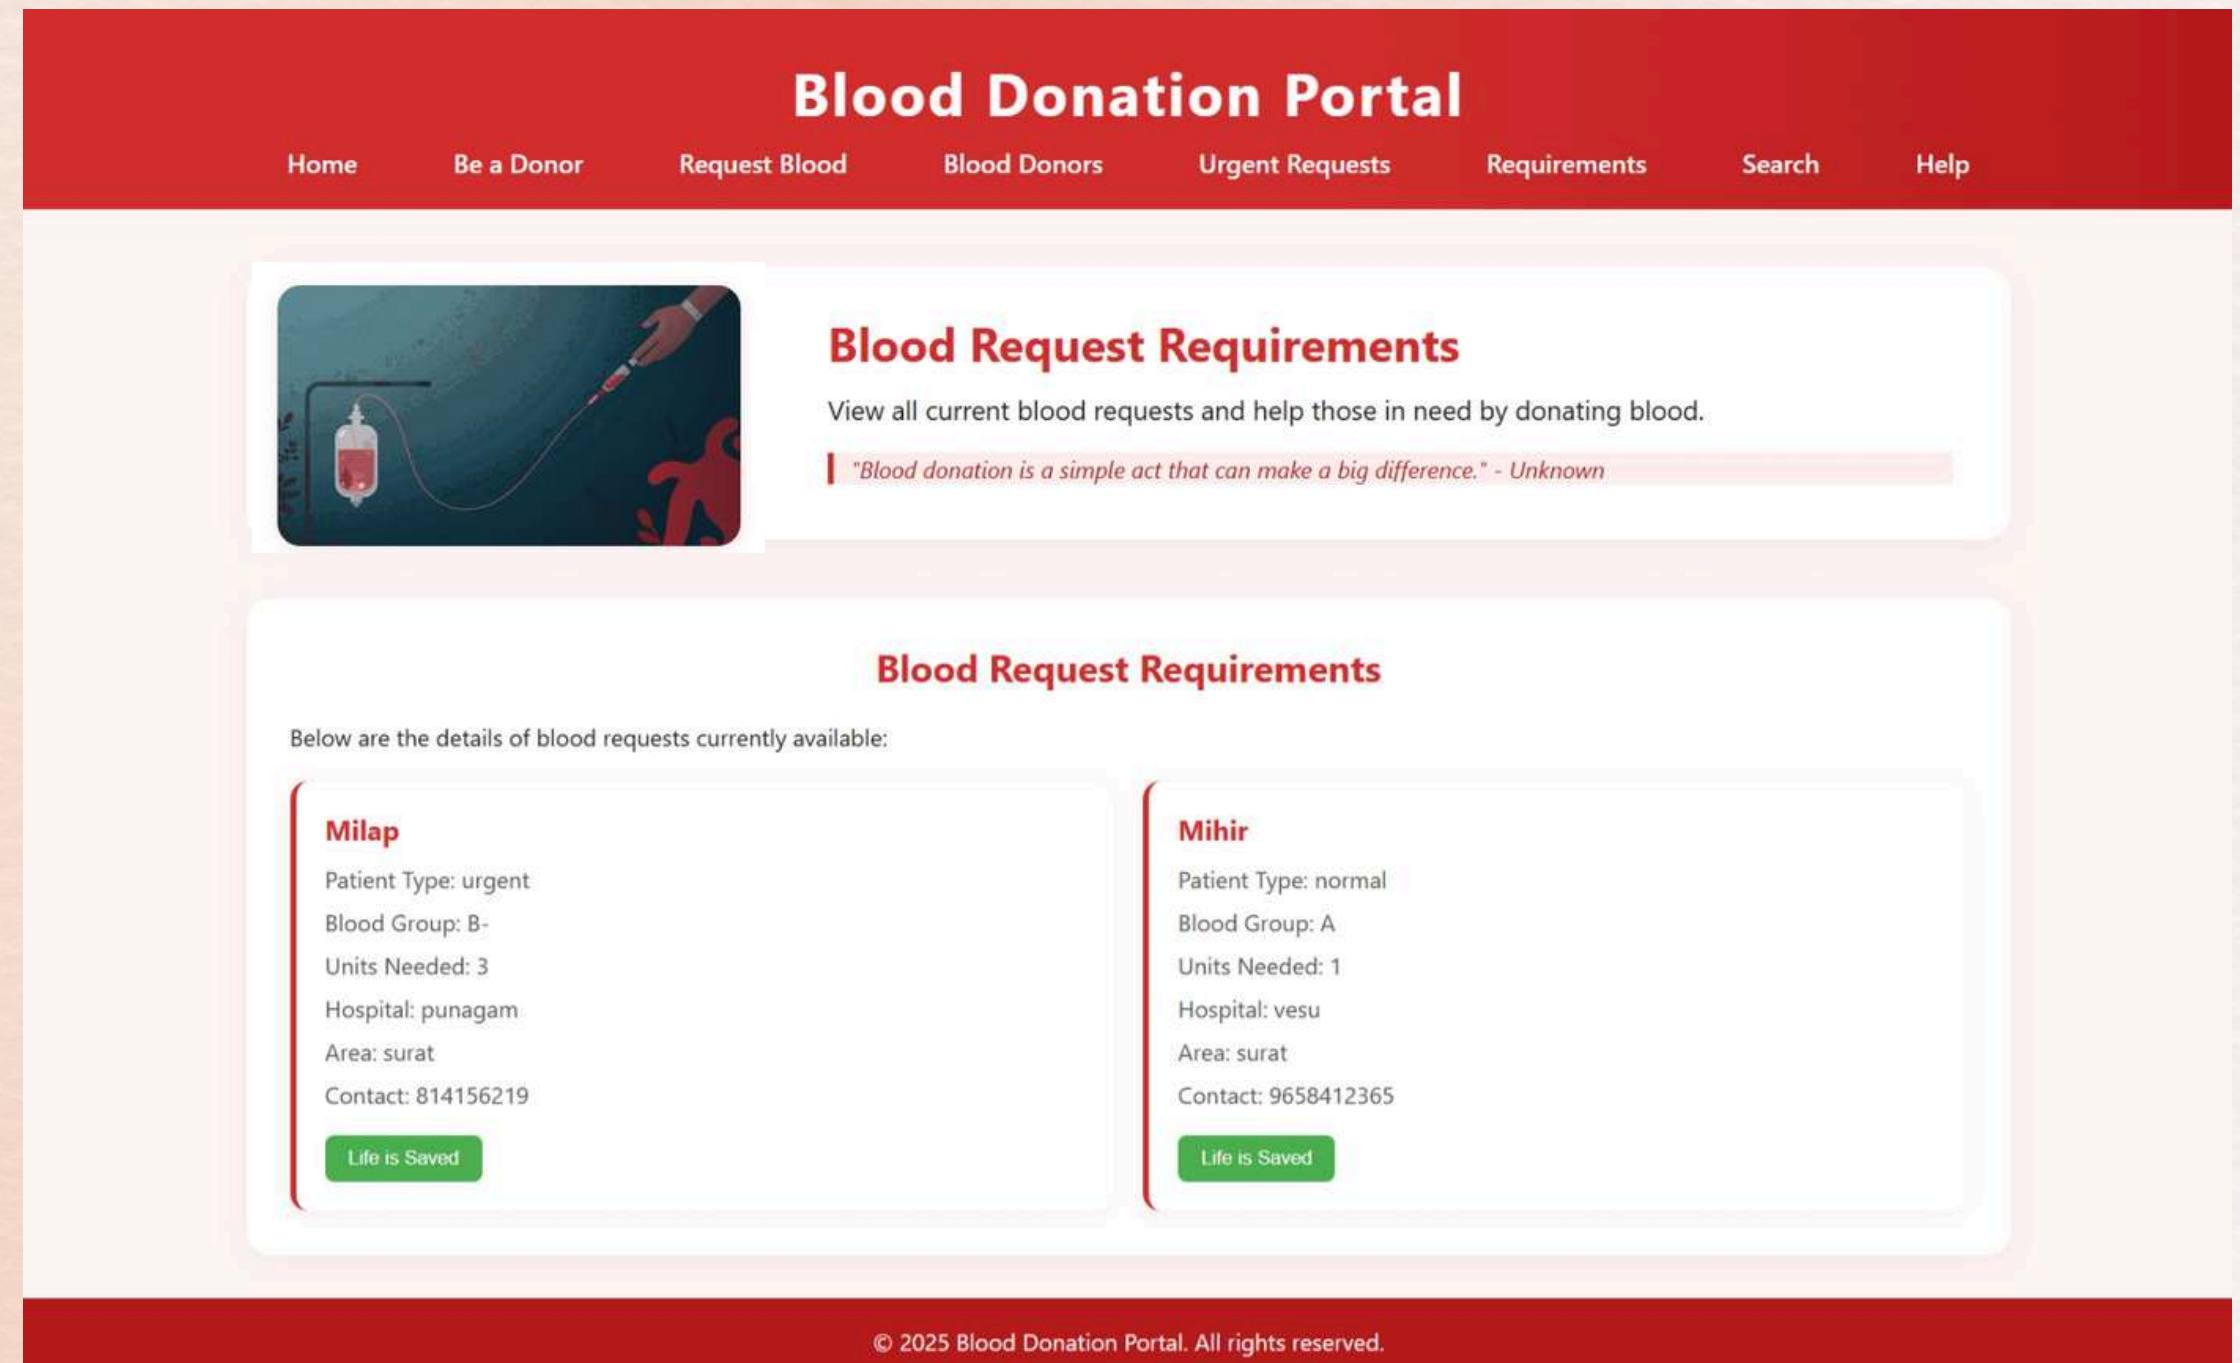 Blood Donation Portal
Home Be a Donor Request Blood Blood Donors Urgent Requests Requirements Search Help
Blood Request Requirements
View all current blood requests and help those in need by donating blood.
"Blood donation is a simple act that can make a big difference." - Unknown
Blood Request Requirements
Below are the details of blood requests currently available:
Milap
Patient Type: urgent
Blood Group: B-
Units Needed: 3
Hospital: punagam
Area: surat
Contact: 814156219
Life is Saved
Mihir
Patient Type: normal
Blood Group: A
Units Needed: 1
Hospital: vesu
Area: surat
Contact: 9658412365
Life is Saved
© 2025 Blood Donation Portal. All rights reserved.